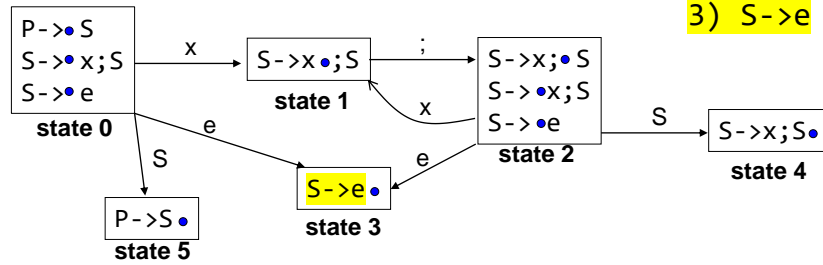 3) S->e
P->• S
S->• x;S
S->• e
state 0
x
S->x •;S
state 1
;
S->x;• S
S-> •x;S
S-> •e
state 2
x
e
S
e
S
S->x;S•
state 4
S->e •
state 3
P->S •
state 5